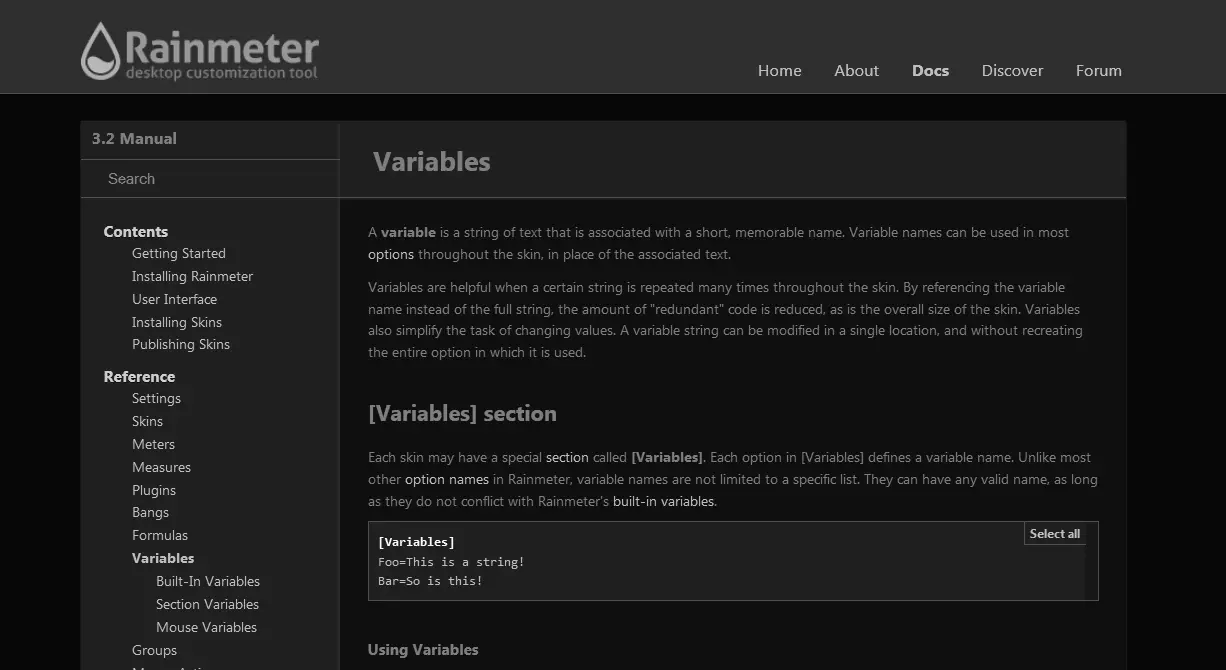 Rainmeter
desktop customization tool
Home About Docs Discover Forum
3.2 Manual
Search
Contents
Getting Started
Installing Rainmeter
User Interface
Installing Skins
Publishing Skins
Reference
Settings
Skins
Meters
Measures
Plugins
Bangs
Formulas
Variables
Built-In Variables
Section Variables
Mouse Variables
Groups
Variables
A variable is a string of text that is associated with a short, memorable name. Variable names can be used in most
options throughout the skin, in place of the associated text.
Variables are helpful when a certain string is repeated many times throughout the skin. By referencing the variable
name instead of the full string, the amount of "redundant" code is reduced, as is the overall size of the skin. Variables
also simplify the task of changing values. A variable string can be modified in a single location, and without recreating
the entire option in which it is used.
[Variables] section
Each skin may have a special section called [Variables]. Each option in [Variables] defines a variable name. Unlike most
other option names in Rainmeter, variable names are not limited to a specific list. They can have any valid name, as long
as they do not conflict with Rainmeter's built-in variables.
Select all
[Variables]
Foo=This is a string!
Bar=So is this!
Using Variables